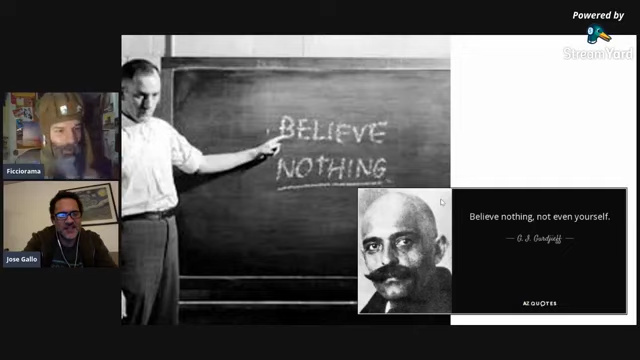 Powered by
StreamYard
BELIEVE
NOTHING
Believe nothing, not even yourself.
— G. I. Gurdjieff —
AZ QUOTES
Ficciorama
Jose Gallo